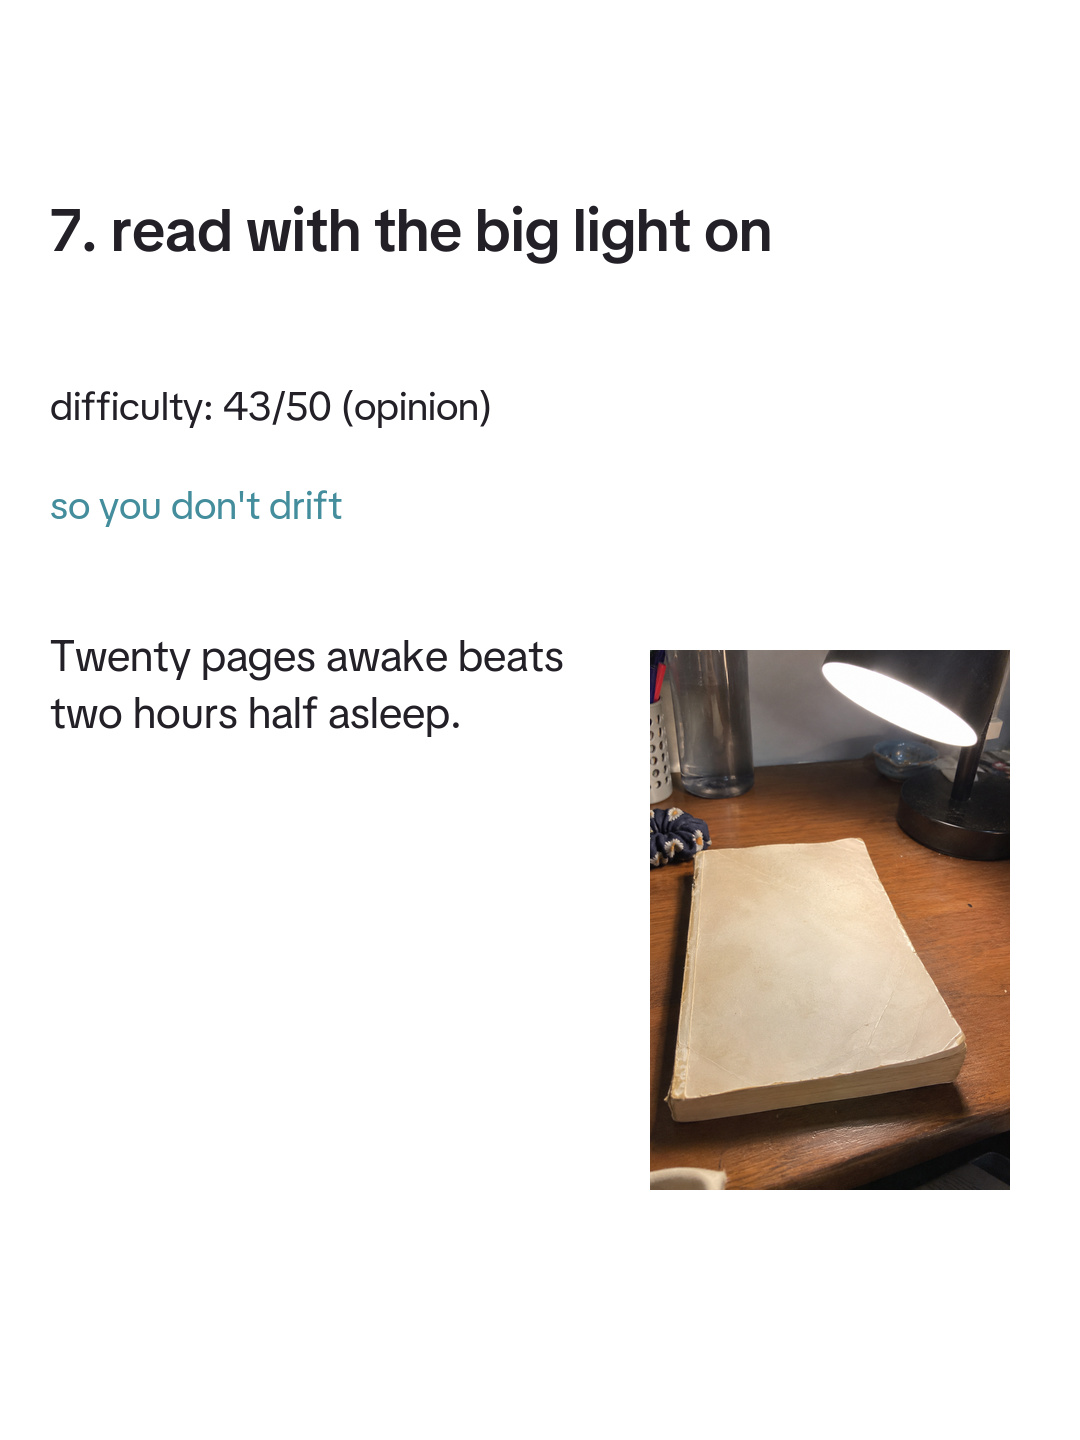 7. read with the big light on
difficulty: 43/50 (opinion)
so you don't drift
Twenty pages awake beats
two hours half asleep.